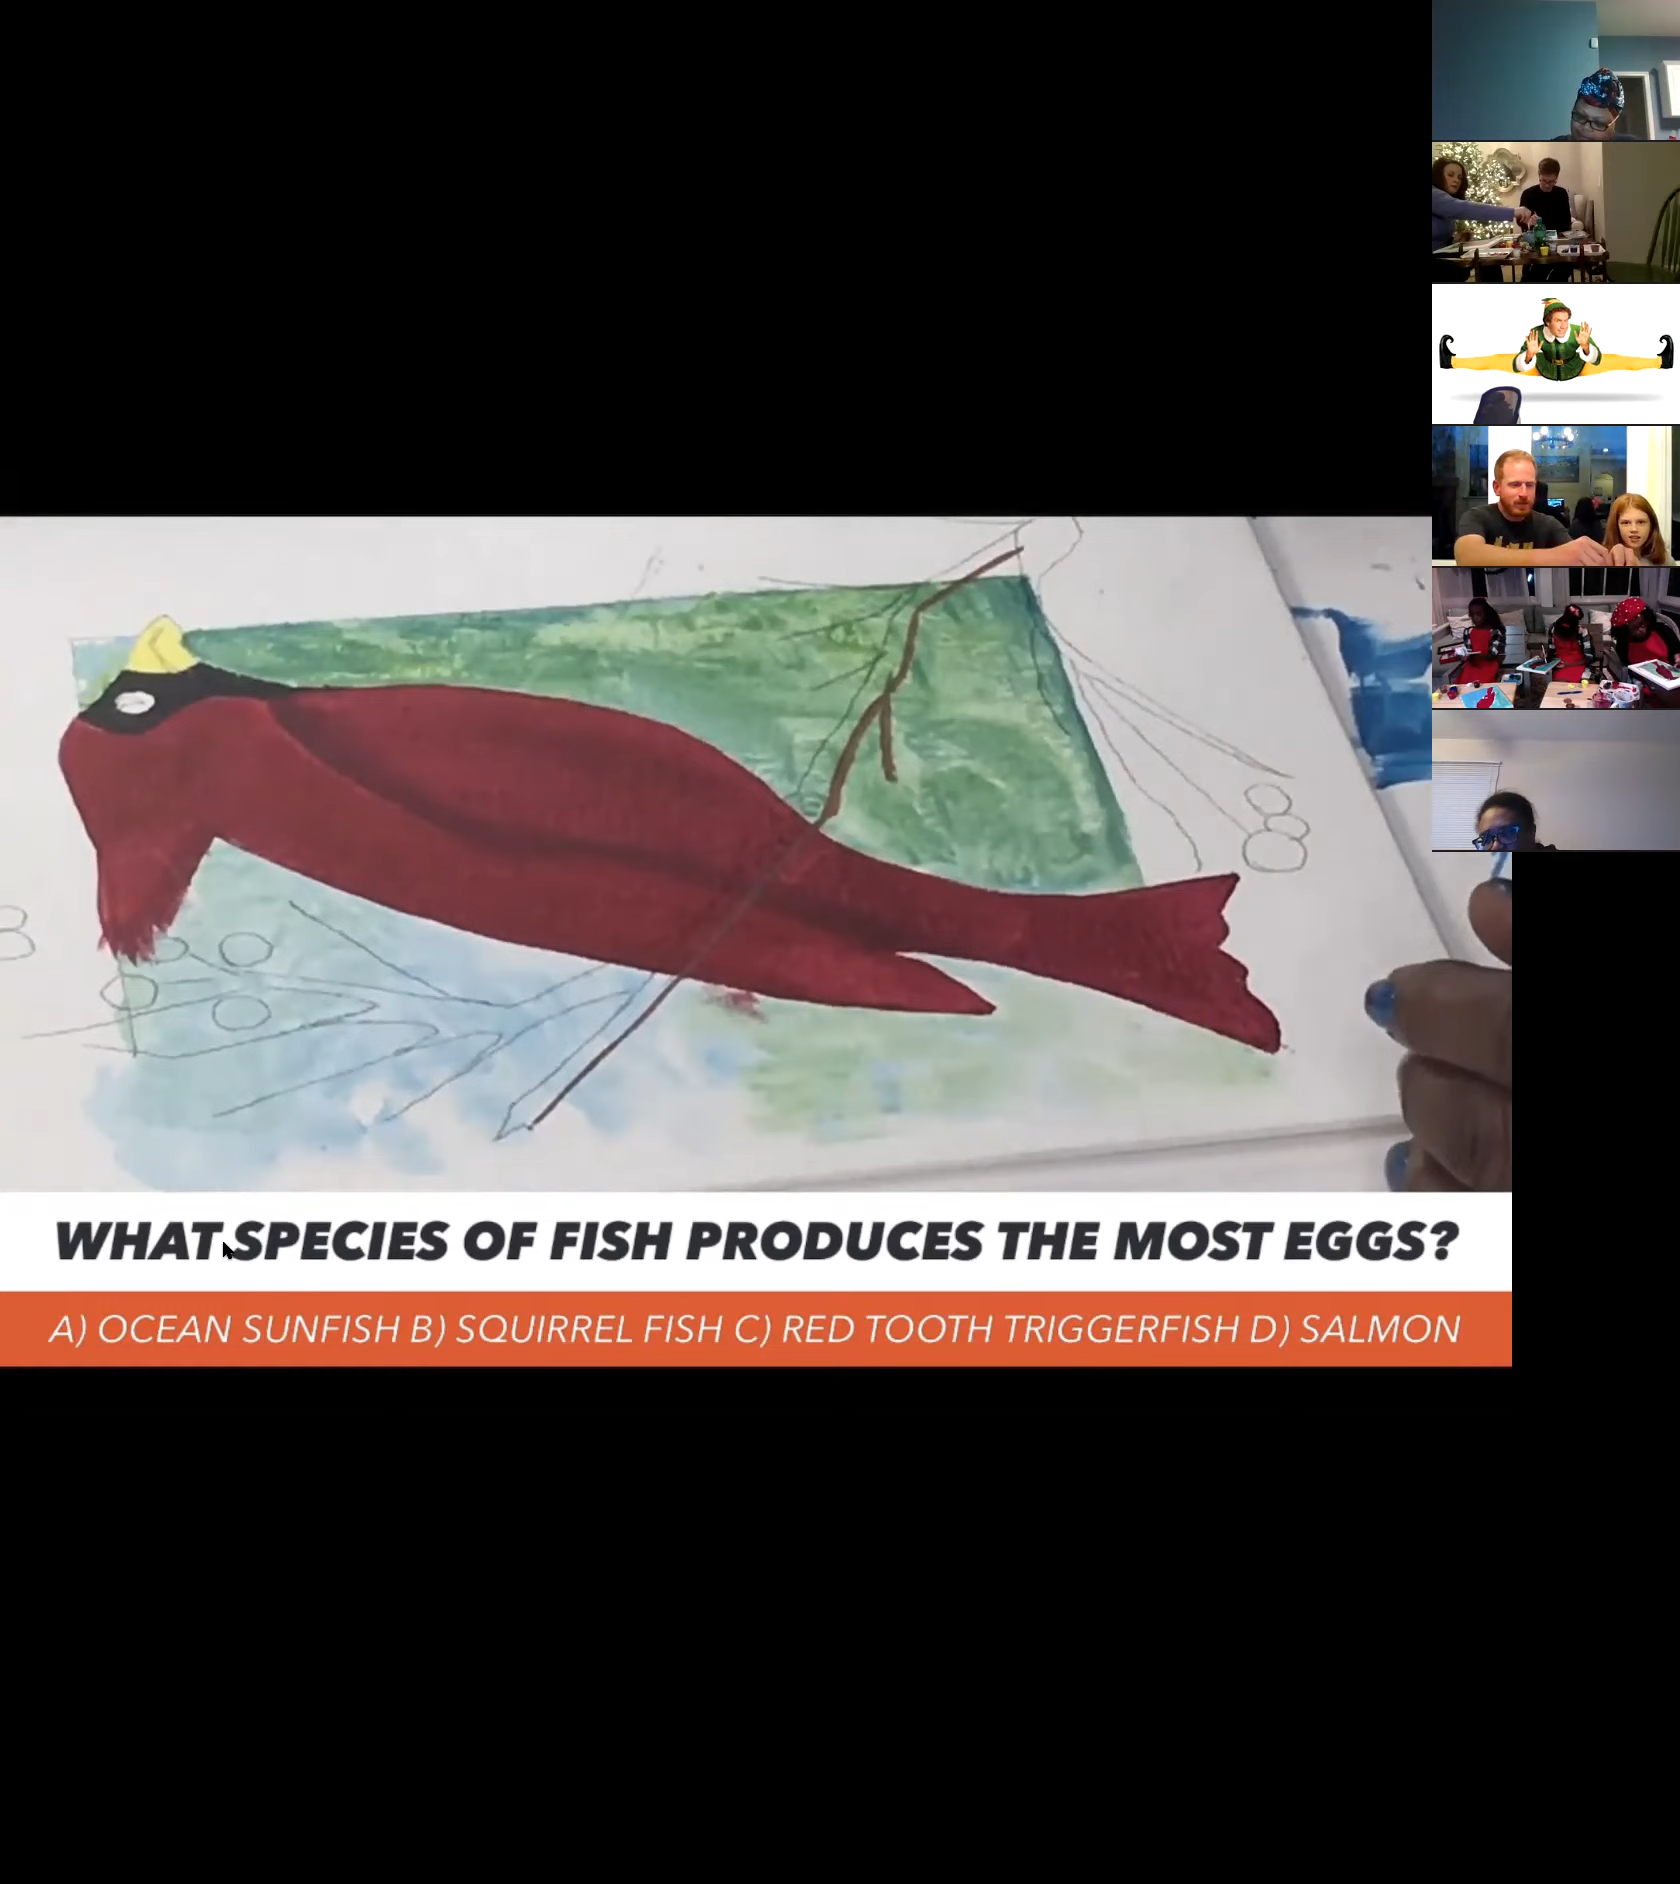 WHAT SPECIES OF FISH PRODUCES THE MOST EGGS?
A) OCEAN SUNFISH B) SQUIRREL FISH C) RED TOOTH TRIGGERFISH D) SALMON